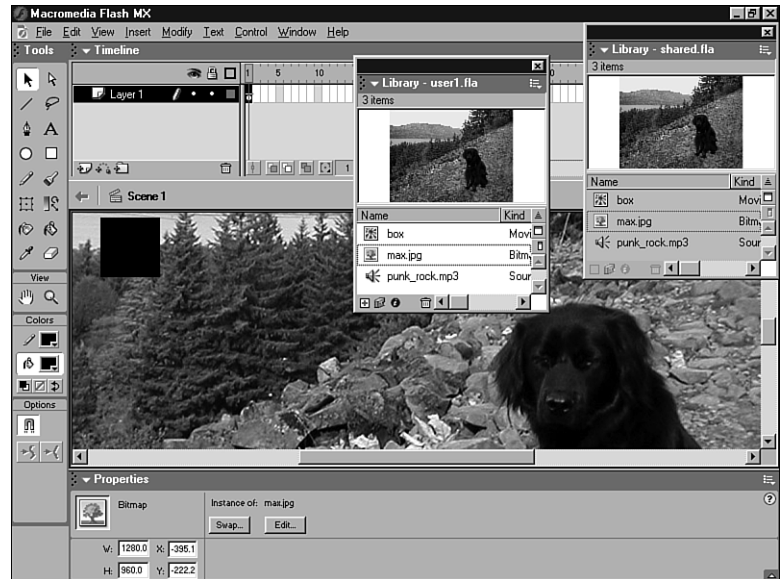 Macromedia Flash MX
File Edit View Insert Modify Text Control Window Help
Tools
Timeline
Layer 1
1 5 10
1
Scene 1
Library - user1.fla
3 items
Name Kind
box Movi
max.jpg Bitm
punk_rock.mp3 Sour
Library - shared.fla
3 items
Name Kind
box Movi
max.jpg Bitm
punk_rock.mp3 Sour
A
View
Colors
Options
Properties
Bitmap
Instance of: max.jpg
Swap... Edit...
W: 1280.0 X: -395.1
H: 960.0 Y: -222.2